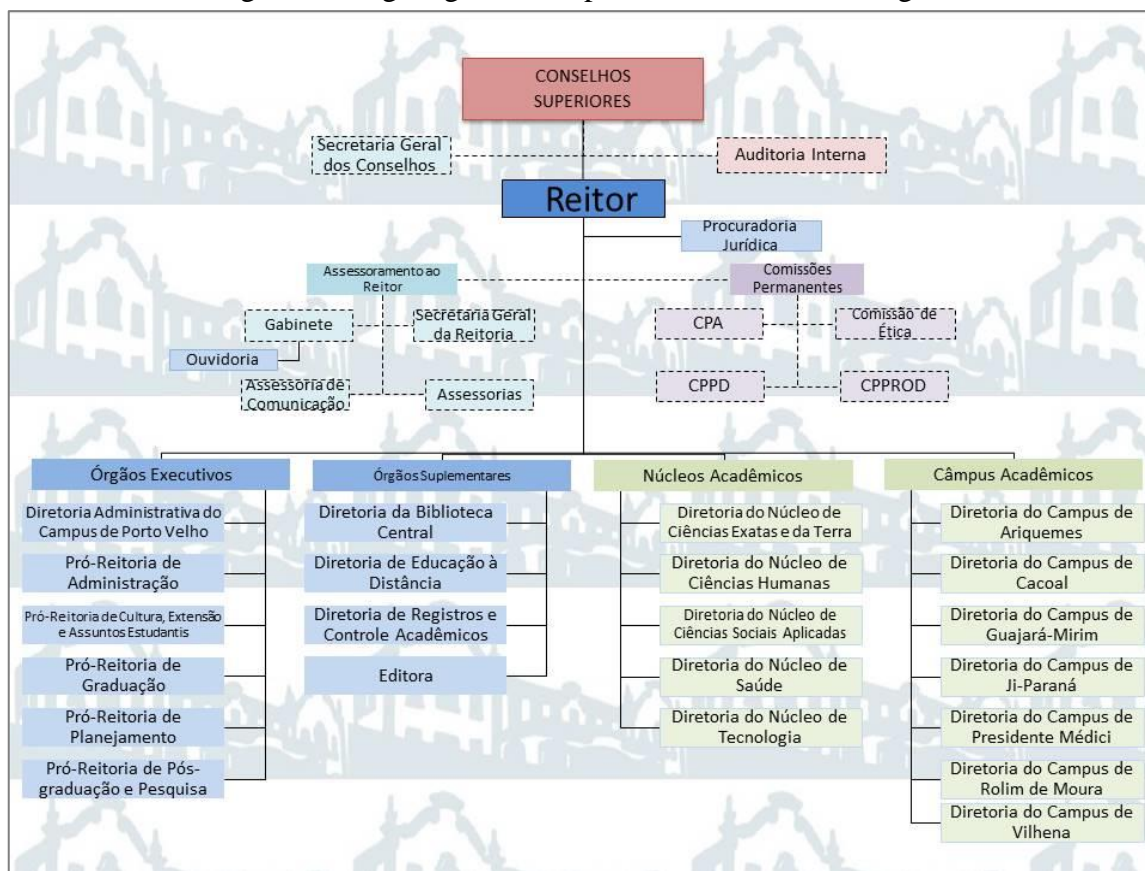 CONSELHOS
SUPERIORES
Secretaria Geral
dos Conselhos
Auditoria Interna
Reitor
Procuradoria
Jurídica
Assessoramento ao
Reitor
Comissões
Permanentes
Gabinete
Secretaria Geral
da Reitoria
CPA
Comissão de
Ética
Ouvidoria
Assessoria de
Comunicação
Assessorias
CPPD
CPPROD
Órgãos Executivos
Diretoria Administrativa do
Campus de Porto Velho
Pró-Reitoria de
Administração
Pró-Reitoria de Cultura, Extensão
e Assuntos Estudantis
Pró-Reitoria de
Graduação
Pró-Reitoria de
Planejamento
Pró-Reitoria de Pós-
graduação e Pesquisa
Órgãos Suplementares
Diretoria da Biblioteca
Central
Diretoria de Educação à
Distância
Diretoria de Registros e
Controle Acadêmicos
Editora
Núcleos Acadêmicos
Diretoria do Núcleo de
Ciências Exatas e da Terra
Diretoria do Núcleo de
Ciências Humanas
Diretoria do Núcleo de
Ciências Sociais Aplicadas
Diretoria do Núcleo de
Saúde
Diretoria do Núcleo de
Tecnologia
Câmpus Acadêmicos
Diretoria do Campus de
Ariquemes
Diretoria do Campus de
Cacoal
Diretoria do Campus de
Guajará-Mirim
Diretoria do Campus de
Ji-Paraná
Diretoria do Campus de
Presidente Médici
Diretoria do Campus de
Rolim de Moura
Diretoria do Campus de
Vilhena